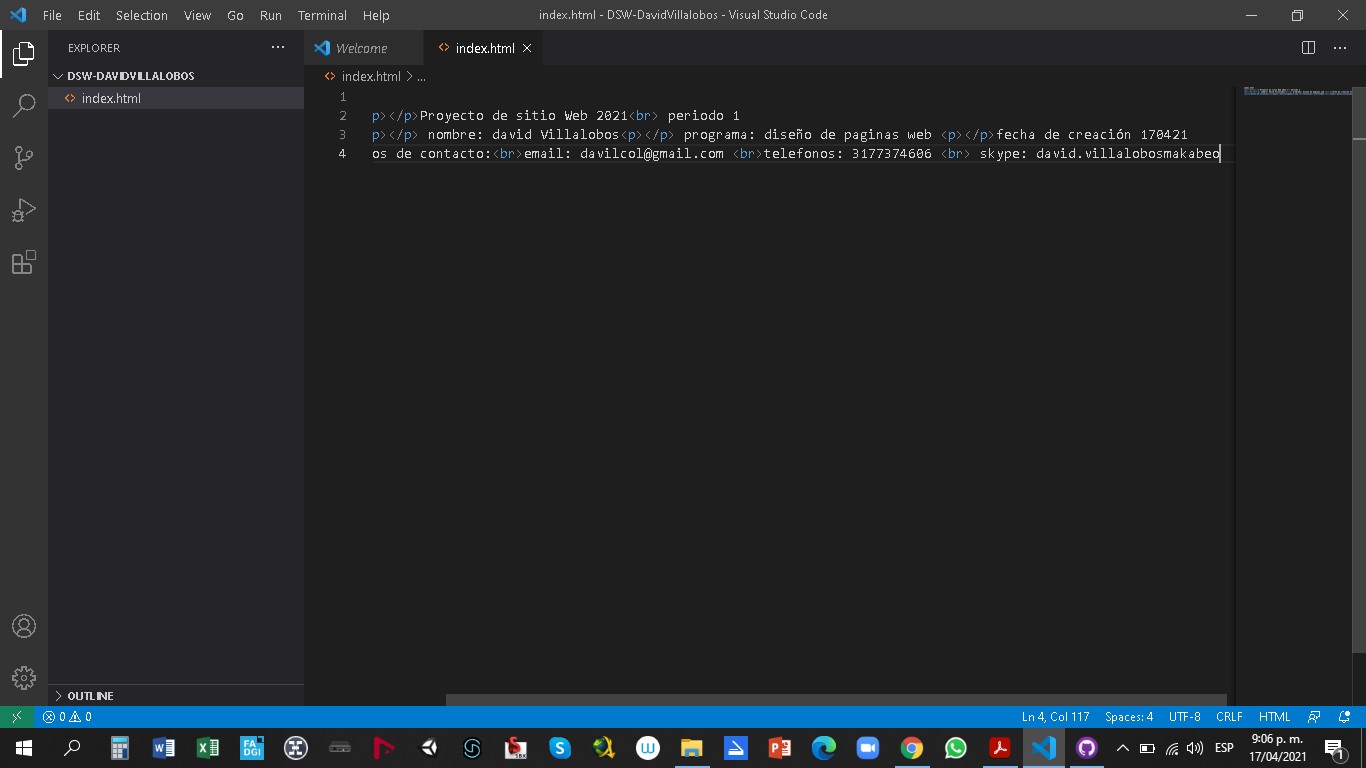 File Edit Selection View Go Run Terminal Help
index.html - DSW-DavidVillalobos - Visual Studio Code
EXPLORER
Welcome
index.html
DSW-DAVIDVILLALOBOS
index.html > ...
index.html
1
2 p></p>Proyecto de sitio Web 2021<br> periodo 1
3 p></p> nombre: david Villalobos<p></p> programa: diseño de paginas web <p></p>fecha de creación 170421
4 os de contacto:<br>email: davilcol@gmail.com <br>telefonos: 3177374606 <br> skype: david.villalobosmakabeo
OUTLINE
0 0
Ln 4, Col 117 Spaces: 4 UTF-8 CRLF HTML
ESP
9:06 p. m.
17/04/2021
1